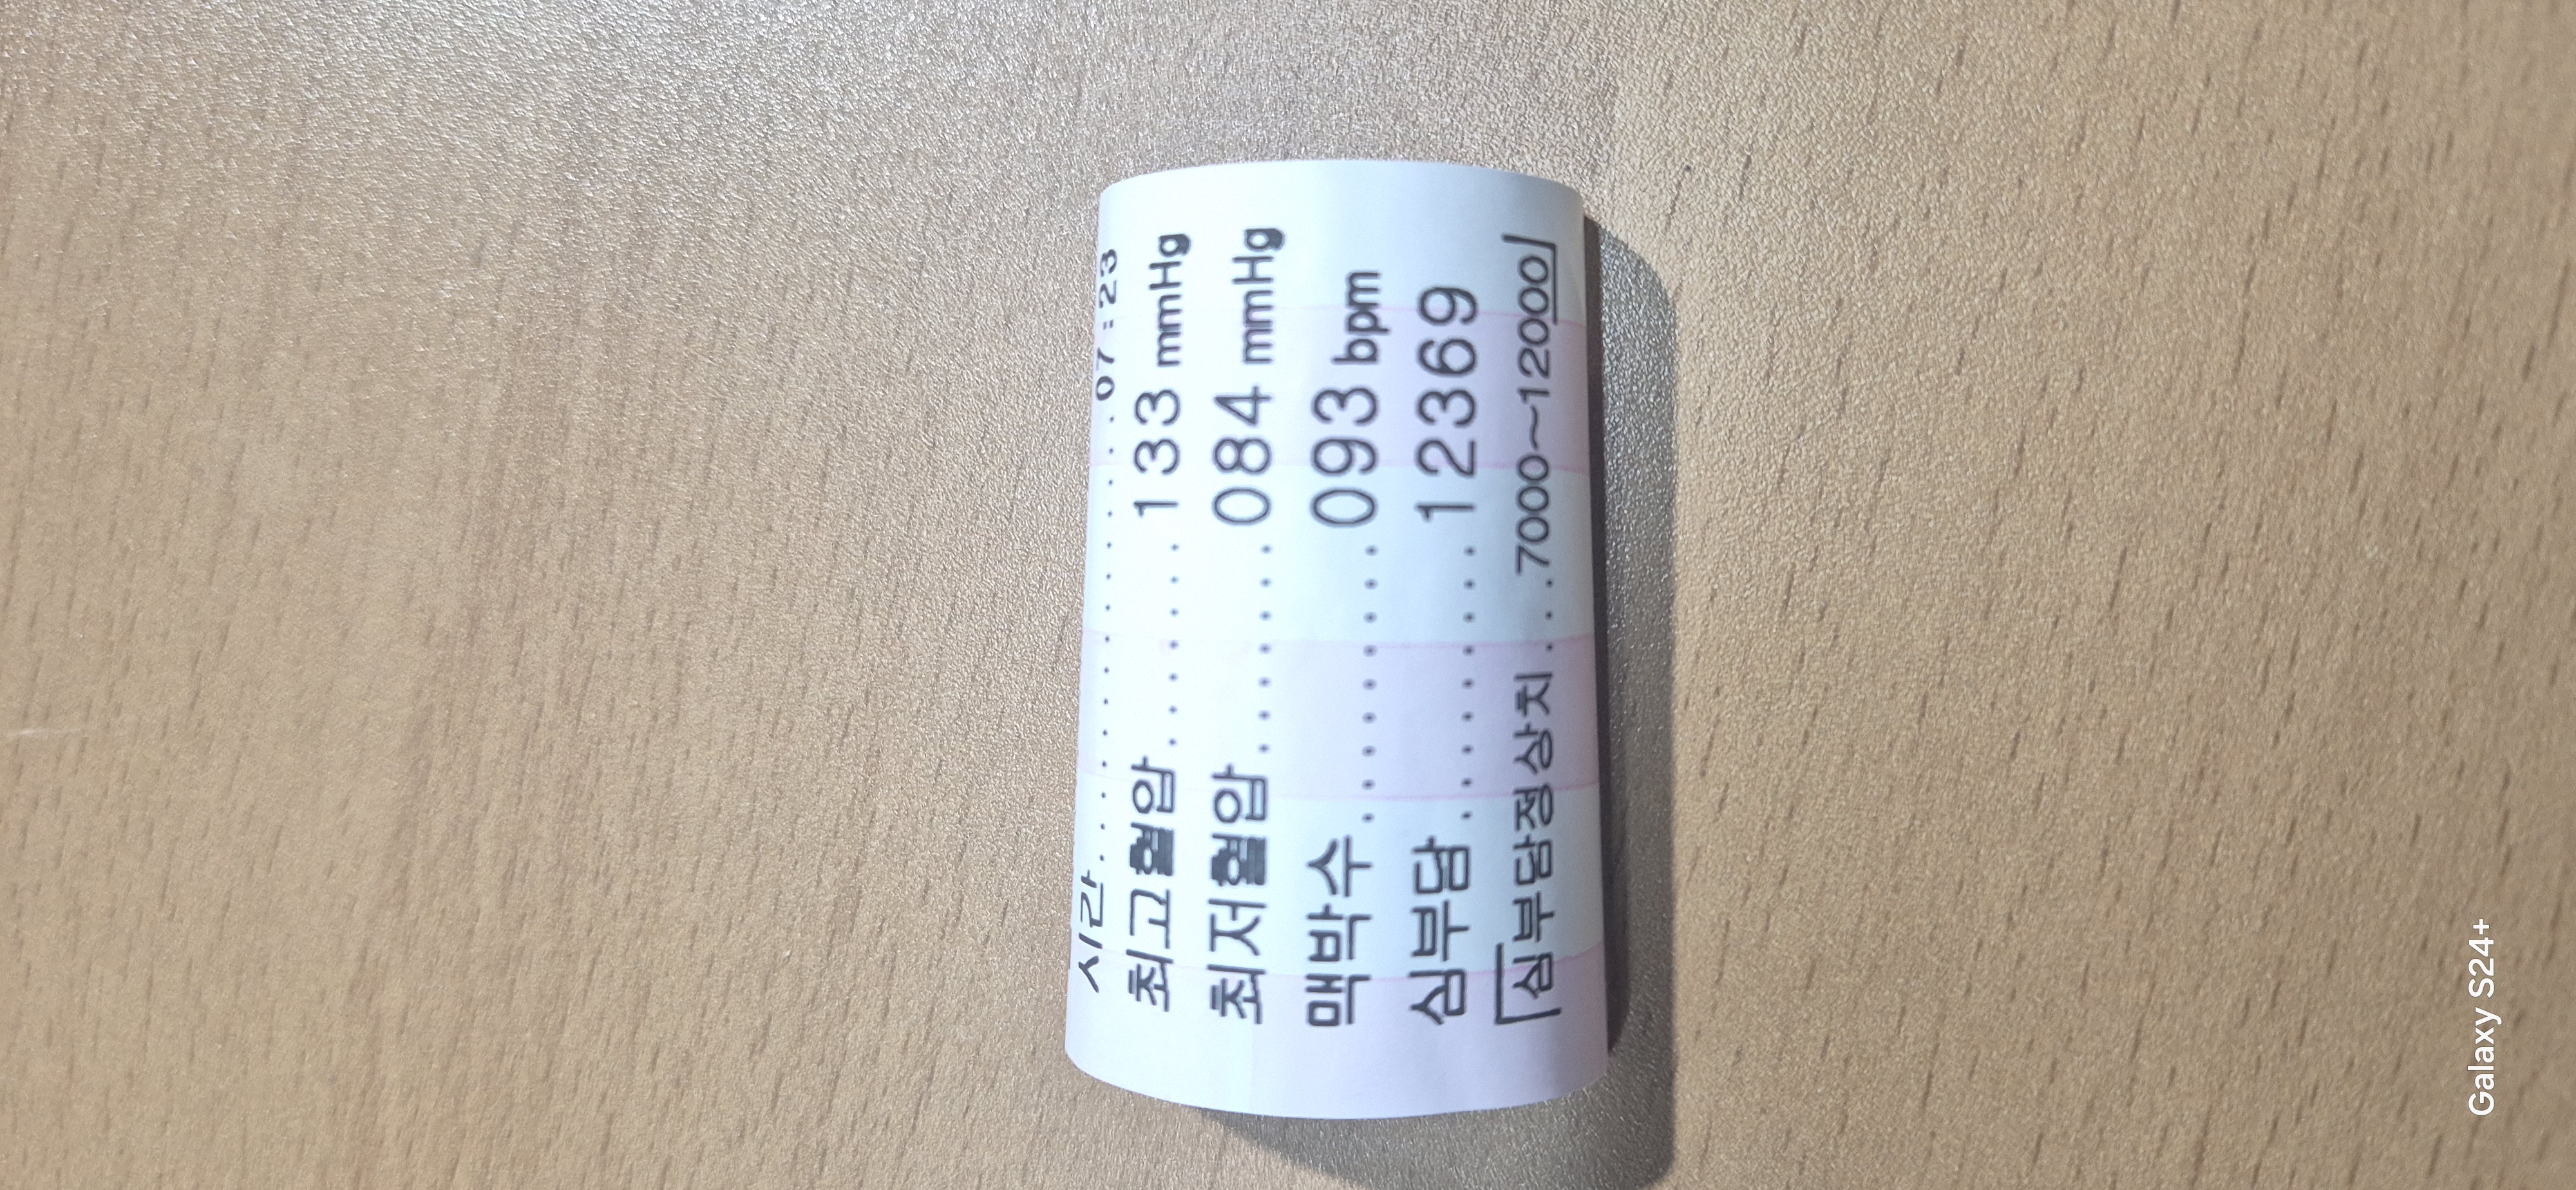 시간....................07:23
최고혈압.......133 mmHg
최저혈압.......084 mmHg
맥박수.........093 bpm
심부담.........12369
「심부담정상치...7000~12000」
Galaxy S24+